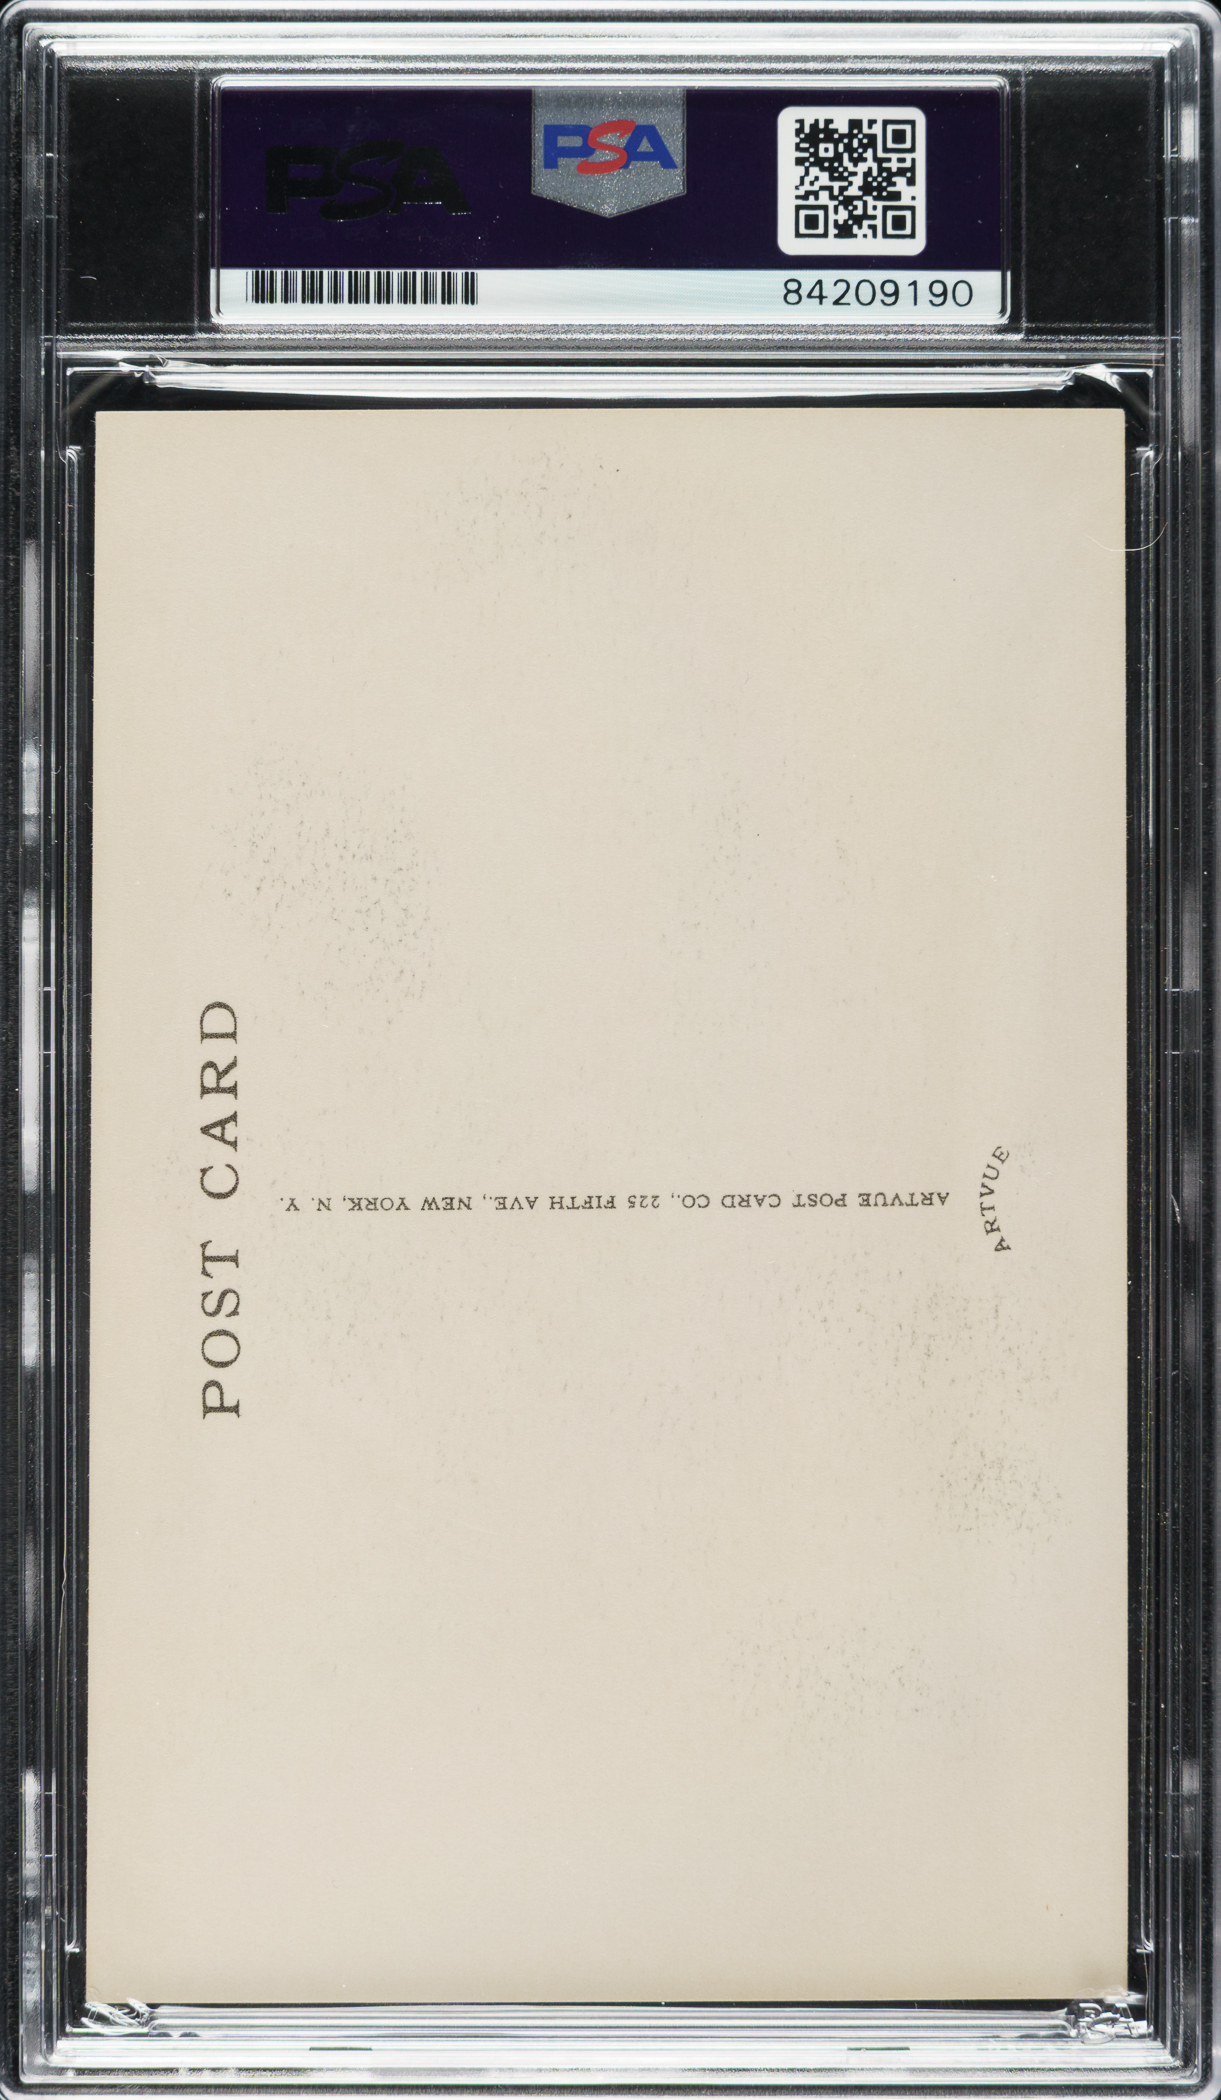 PSA
PSA
84209190
POST CARD
ARTVUE POST CARD CO., 225 FIFTH AVE., NEW YORK, N. Y.
ARTVUE